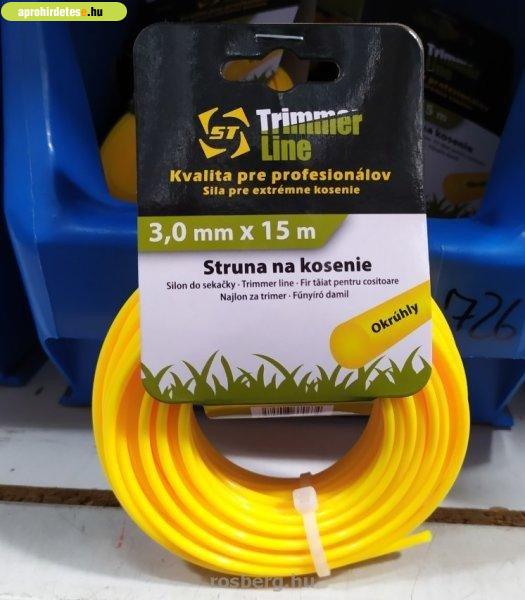 aprohirdetes.hu
ST
Trimmer
Line
Kvalita pre profesionálov
Sila pre extrémne kosenie
3,0 mm x 15 m
Struna na kosenie
Silon do sekačky · Trimmer line · Fir tăiat pentru cositoare
Najlon za trimer · Fűnyíró damil
Okrúhly
726
rosberg.hu